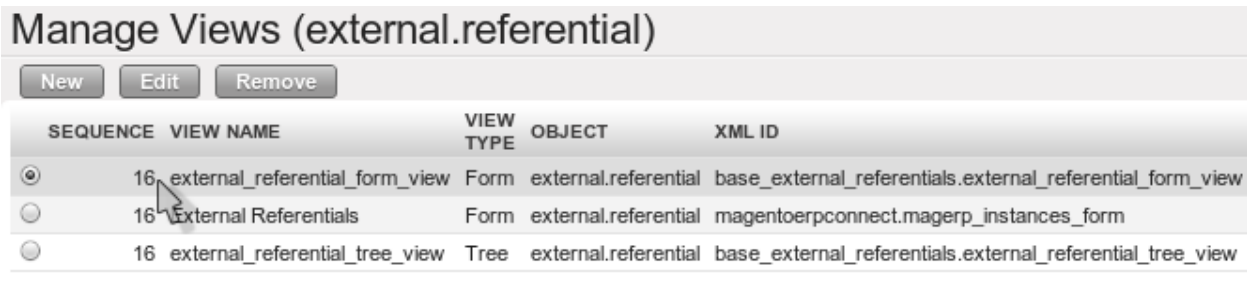 Manage Views (external.referential)
New Edit Remove
SEQUENCE VIEW NAME VIEW TYPE OBJECT XML ID
16 external_referential_form_view Form external.referential base_external_referentials.external_referential_form_view
16 External Referentials Form external.referential magentoerpconnect.magerp_instances_form
16 external_referential_tree_view Tree external.referential base_external_referentials.external_referential_tree_view